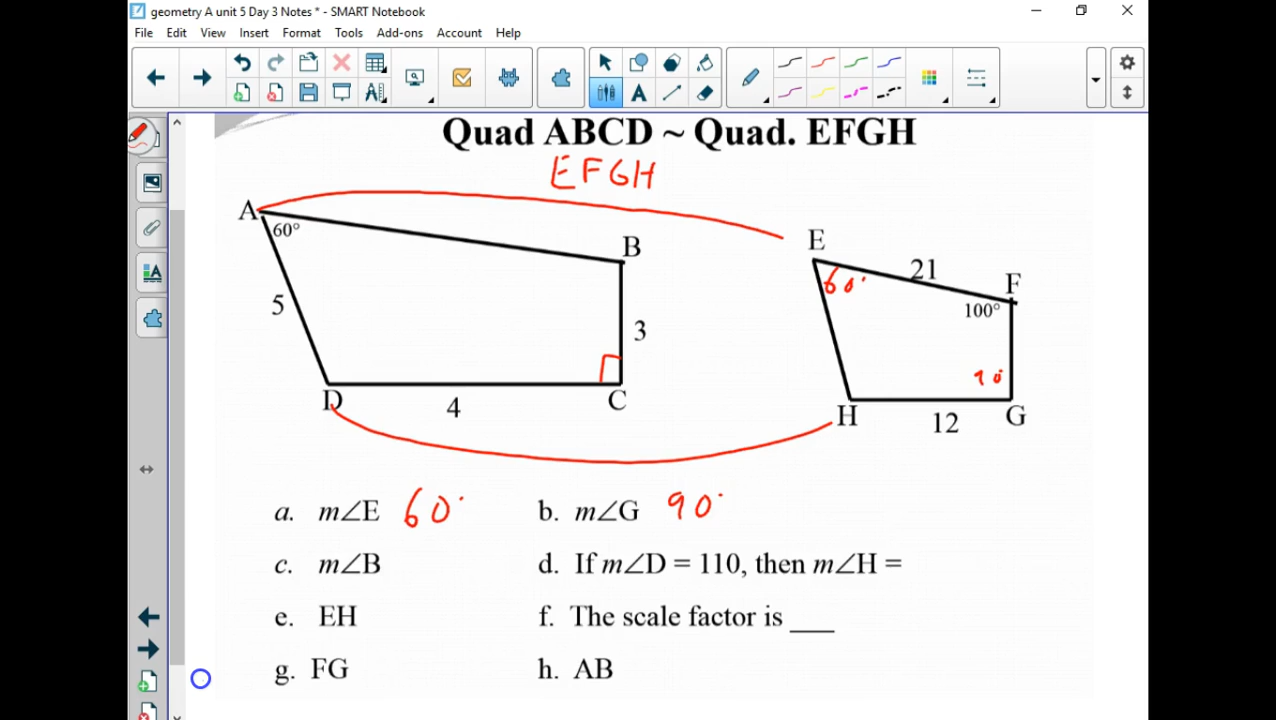 geometry A unit 5 Day 3 Notes * - SMART Notebook
File Edit View Insert Format Tools Add-ons Account Help
Quad ABCD ~ Quad. EFGH
EFGH
A
60°
B
E
21
F
60°
100°
5
3
90°
D
4
C
H
12
G
a. m∠E 60° b. m∠G 90°
c. m∠B d. If m∠D = 110, then m∠H =
e. EH f. The scale factor is ___
g. FG h. AB